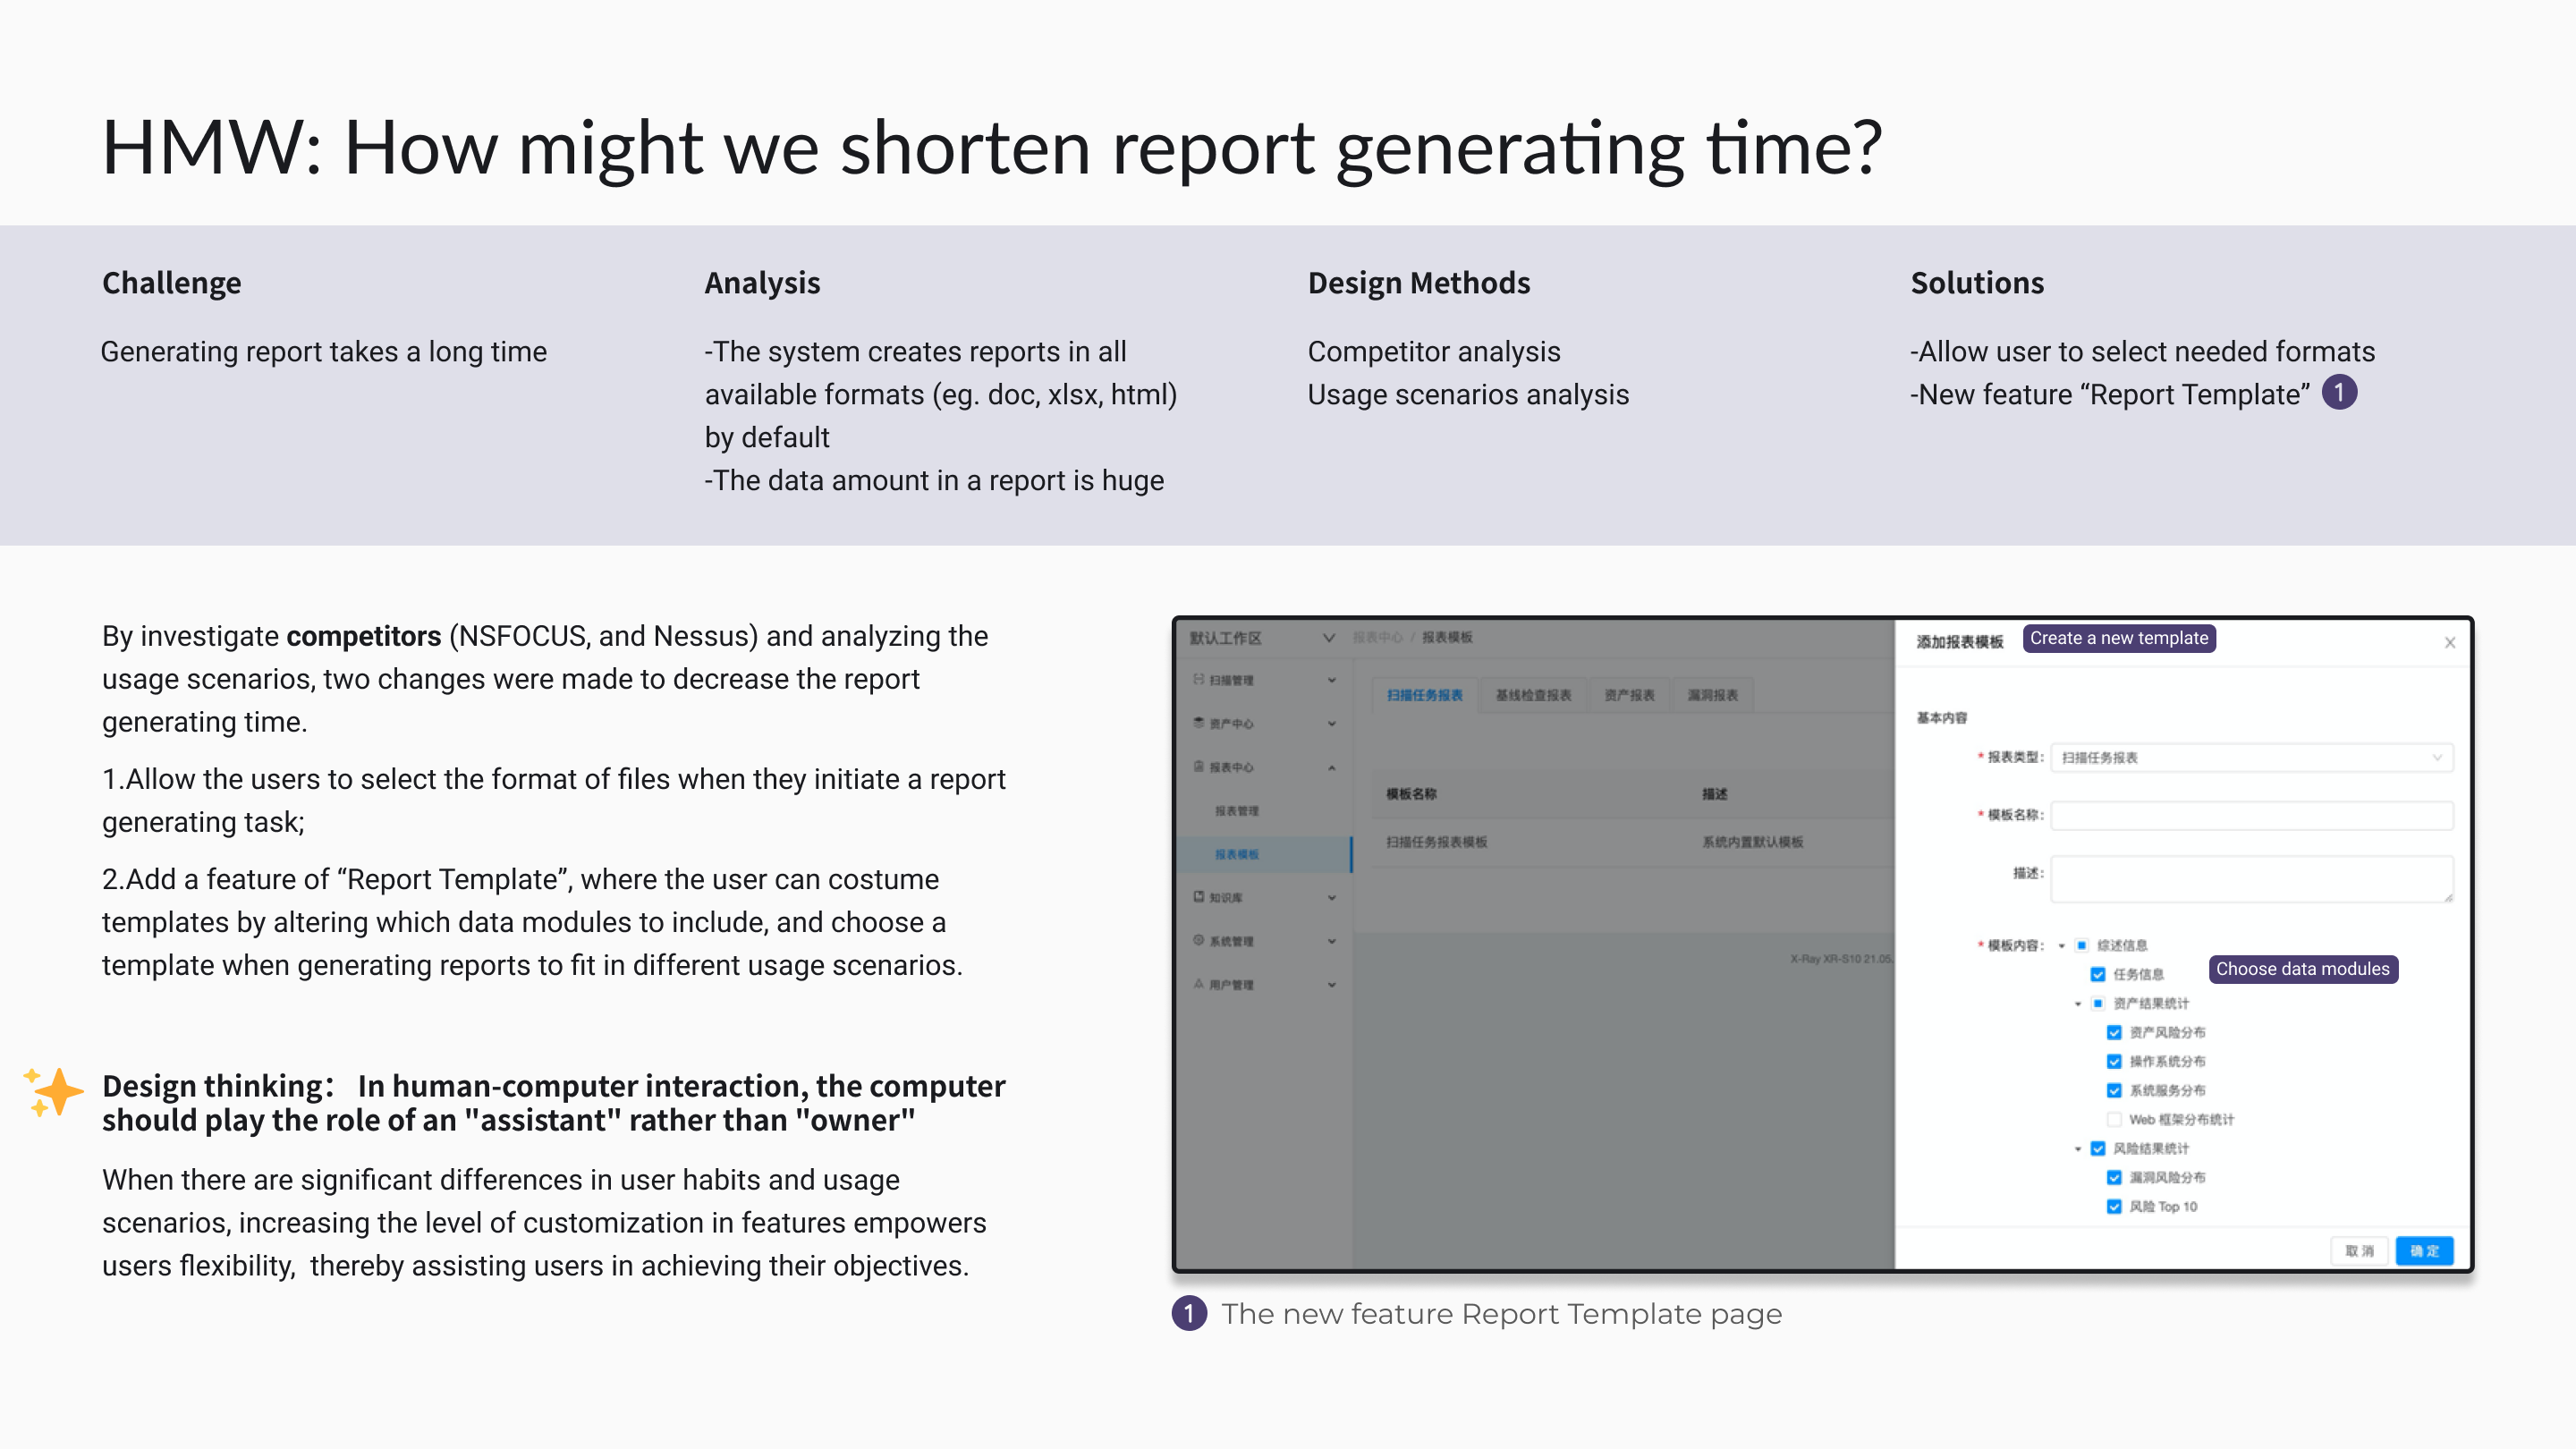 HMW: How might we shorten report generating time?
Challenge
Generating report takes a long time
Analysis
-The system creates reports in all
available formats (eg. doc, xlsx, html)
by default
-The data amount in a report is huge
Design Methods
Competitor analysis
Usage scenarios analysis
Solutions
-Allow user to select needed formats
-New feature “Report Template” 1
By investigate competitors (NSFOCUS, and Nessus) and analyzing the
usage scenarios, two changes were made to decrease the report
generating time.
1.Allow the users to select the format of files when they initiate a report
generating task;
2.Add a feature of “Report Template”, where the user can costume
templates by altering which data modules to include, and choose a
template when generating reports to fit in different usage scenarios.
Design thinking： In human-computer interaction, the computer
should play the role of an "assistant" rather than "owner"
When there are significant differences in user habits and usage
scenarios, increasing the level of customization in features empowers
users flexibility,  thereby assisting users in achieving their objectives.
默认工作区
报表中心 / 报表模板
扫描管理
资产中心
报表中心
报表管理
报表模板
知识库
系统管理
用户管理
扫描任务报表 基线检查报表 资产报表 漏洞报表
模板名称 描述
扫描任务报表模板 系统内置默认模板
X-Ray XR-S10 21.05.
添加报表模板 Create a new template
基本内容
* 报表类型: 扫描任务报表
* 模板名称:
描述:
* 模板内容: 综述信息
任务信息 Choose data modules
资产结果统计
资产风险分布
操作系统分布
系统服务分布
Web 框架分布统计
风险结果统计
漏洞风险分布
风险 Top 10
取 消 确 定
1 The new feature Report Template page